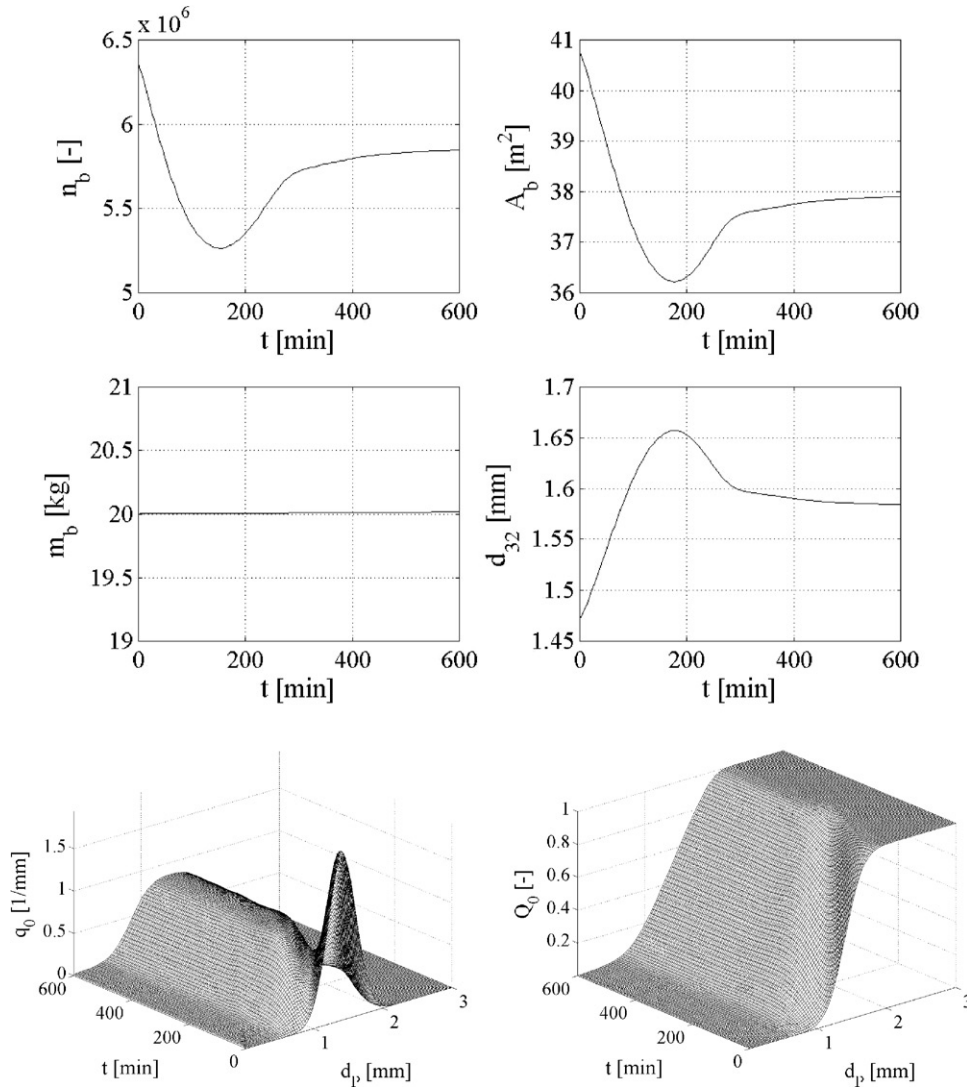 x 10^6
6.5
6
5.5
5
n_b [-]
0 200 400 600
t [min]
41
40
39
38
37
36
A_b [m^2]
0 200 400 600
t [min]
21
20.5
20
19.5
19
m_b [kg]
0 200 400 600
t [min]
1.7
1.65
1.6
1.55
1.5
1.45
d_32 [mm]
0 200 400 600
t [min]
1.5
1
0.5
0
q_0 [1/mm]
600
400
200
0
t [min]
1
2
3
d_p [mm]
1
0.8
0.6
0.4
0.2
Q_0 [-]
600
400
200
0
t [min]
1
2
3
d_p [mm]